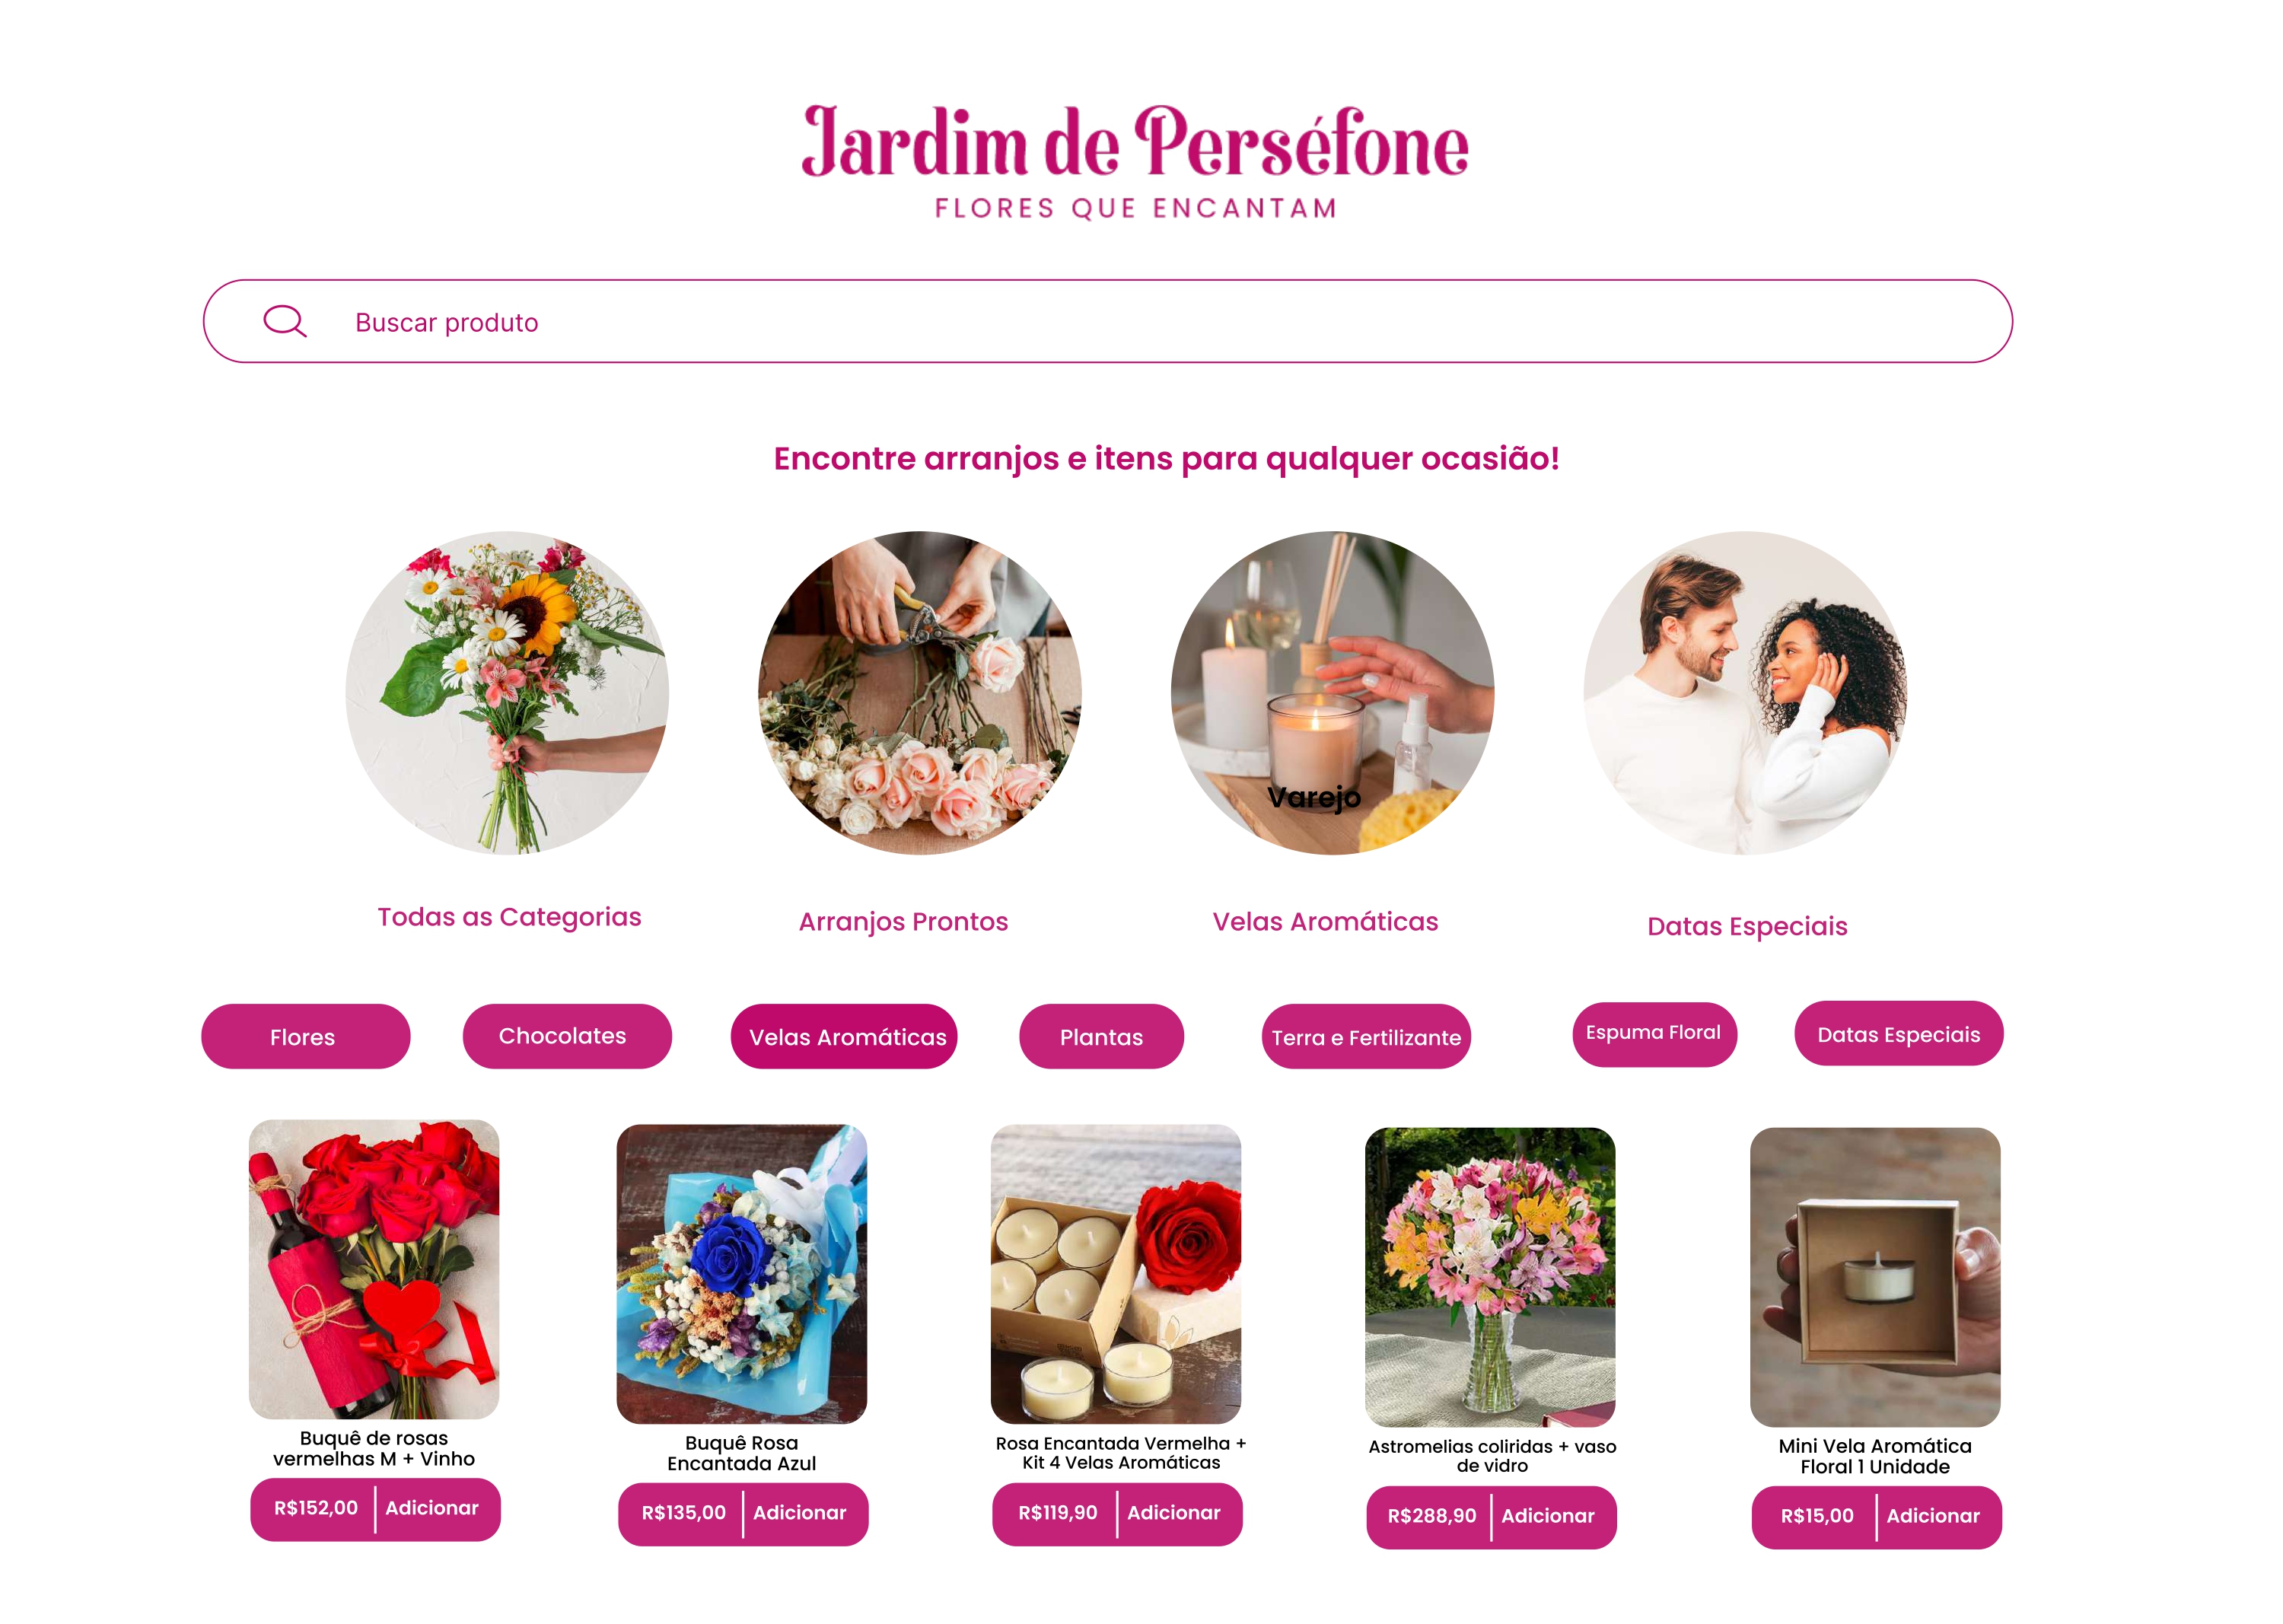 Jardim de Perséfone
FLORES QUE ENCANTAM
Buscar produto
Encontre arranjos e itens para qualquer ocasião!
Varejo
Todas as Categorias
Arranjos Prontos
Velas Aromáticas
Datas Especiais
Flores
Chocolates
Velas Aromáticas
Plantas
Terra e Fertilizante
Espuma Floral
Datas Especiais
Buquê de rosas
vermelhas M + Vinho
R$152,00
Adicionar
Buquê Rosa
Encantada Azul
R$135,00
Adicionar
Rosa Encantada Vermelha +
Kit 4 Velas Aromáticas
R$119,90
Adicionar
Astromelias coliridas + vaso
de vidro
R$288,90
Adicionar
Mini Vela Aromática
Floral 1 Unidade
R$15,00
Adicionar